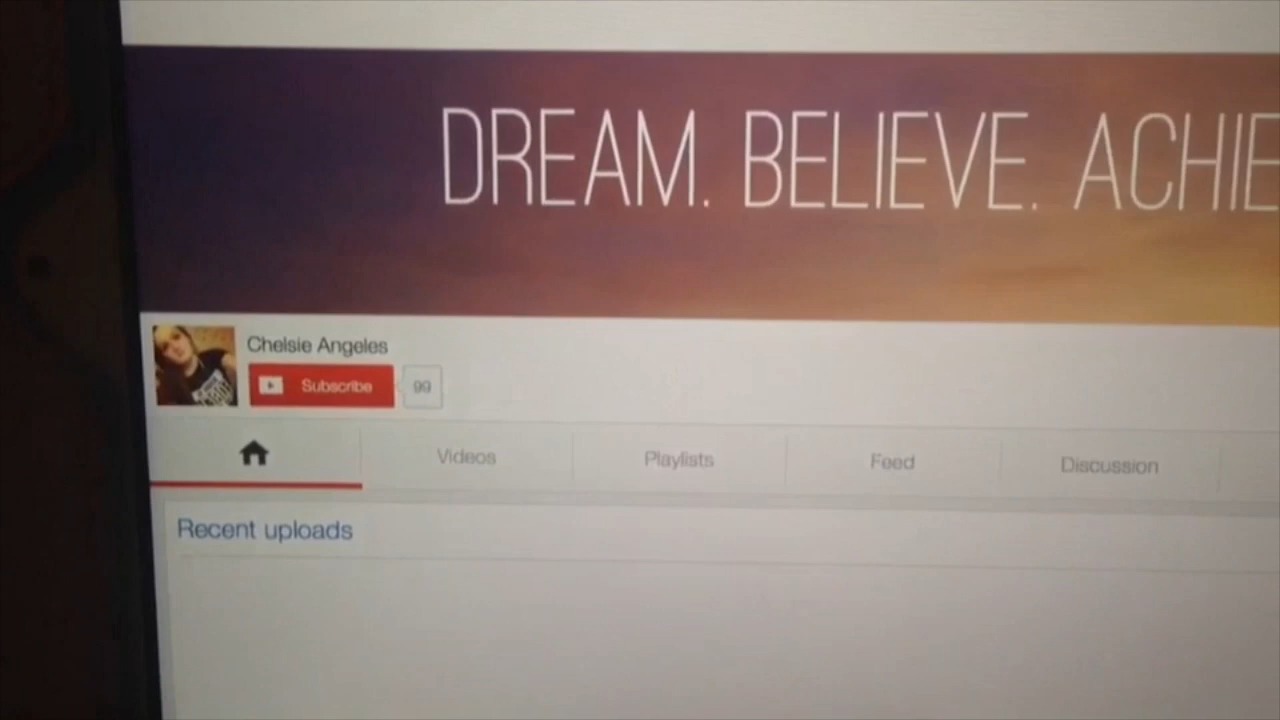 DREAM. BELIEVE. ACHIE
Chelsie Angeles
Subscribe 99
Videos Playlists Feed Discussion
Recent uploads